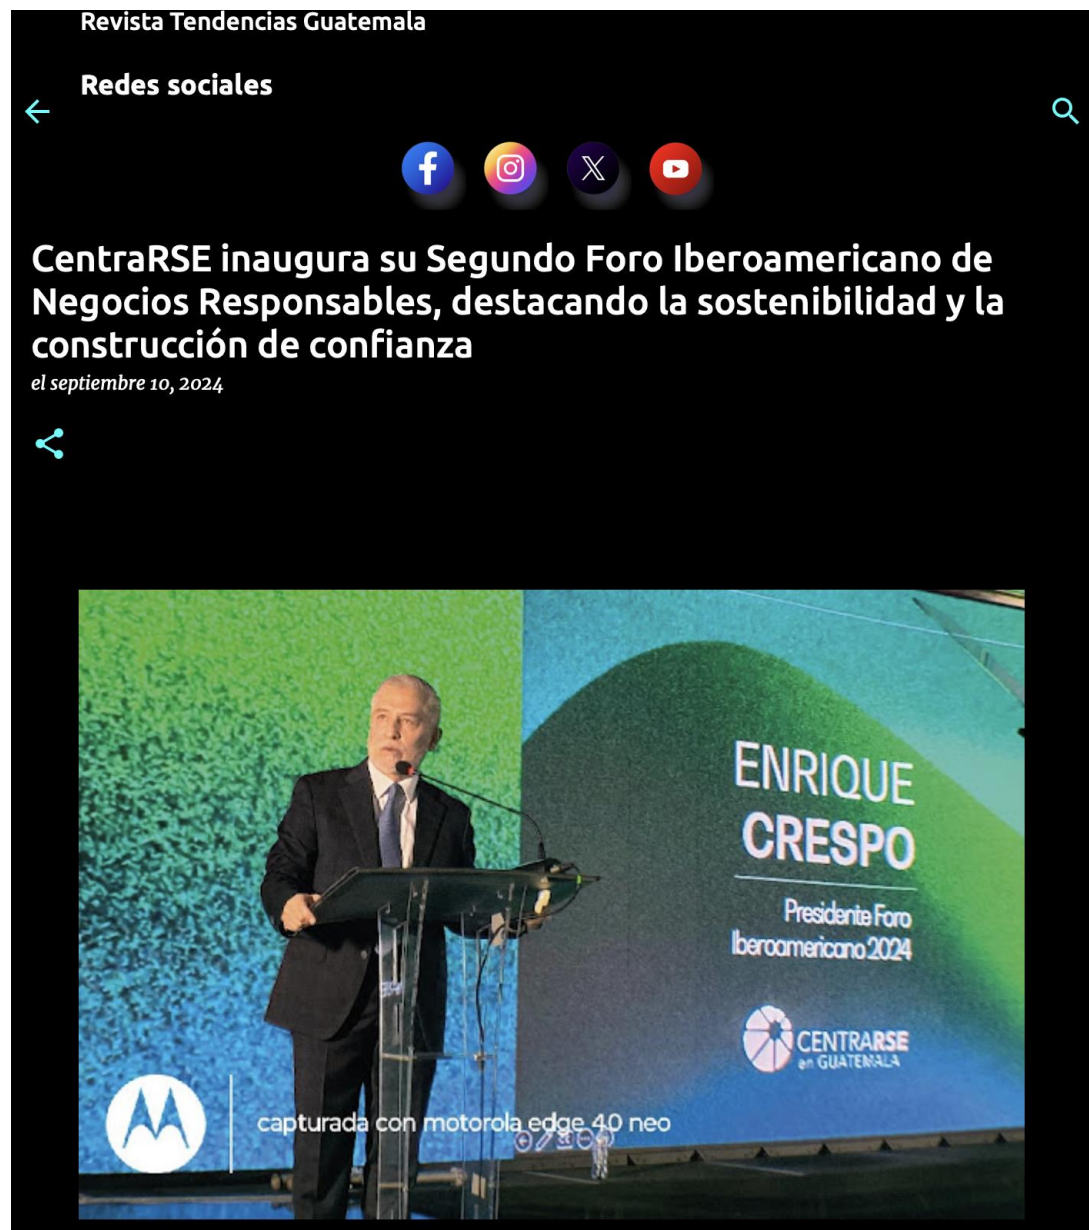 Revista Tendencias Guatemala
Redes sociales
CentraRSE inaugura su Segundo Foro Iberoamericano de
Negocios Responsables, destacando la sostenibilidad y la
construcción de confianza
el septiembre 10, 2024
ENRIQUE
CRESPO
Presidente Foro
Iberoamericano 2024
CENTRARSE
en GUATEMALA
capturada con motorola edge 40 neo